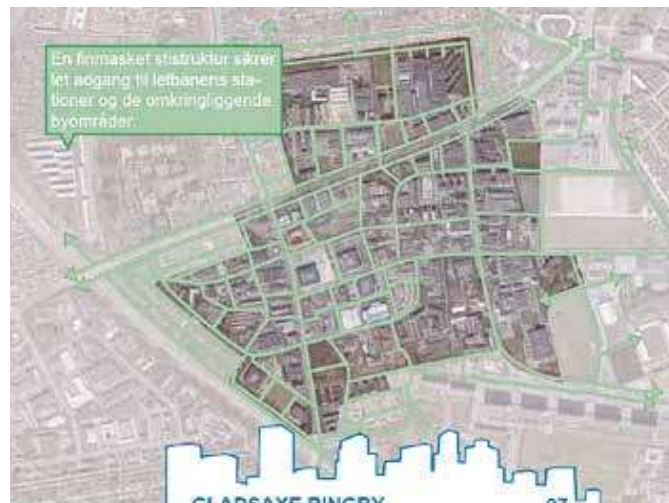 En finmasket stistruktur sikrer
let adgang til letbanens sta-
tioner og de omkringliggende
byområder.
GLADSAXE RINGBY